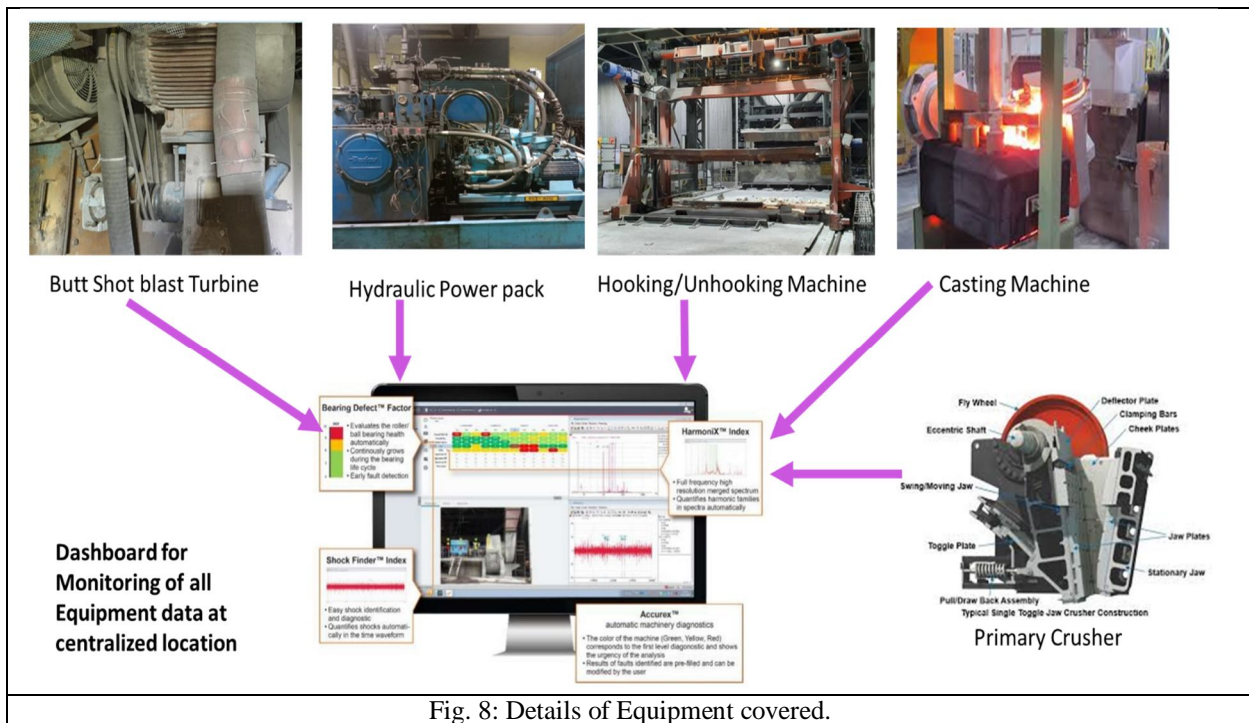 Butt Shot blast Turbine
Hydraulic Power pack
Hooking/Unhooking Machine
Casting Machine
Bearing Defect™ Factor
• Evaluates the roller/
ball bearing health
automatically
• Continously grows
during the bearing
life cycle
• Early fault detection
HarmoniX™ Index
• Full frequency high
resolution merged spectrum
• Quantifies harmonic families
in spectra automatically
Shock Finder™ Index
• Easy shock identification
and diagnostic
• Quantifies shocks automati-
cally in the time waveform
Accurex™
automatic machinery diagnostics
• The color of the machine (Green, Yellow, Red)
corresponds to the first level diagnostic and shows
the urgency of the analysis
• Results of faults identified are pre-filled and can be
modified by the user
Dashboard for
Monitoring of all
Equipment data at
centralized location
Fly Wheel
Deflector Plate
Clamping Bars
Cheek Plates
Eccentric Shaft
Swing/Moving Jaw
Toggle Plate
Jaw Plates
Stationary Jaw
Pull/Draw Back Assembly
Typical Single Toggle Jaw Crusher Construction
Primary Crusher
Fig. 8: Details of Equipment covered.